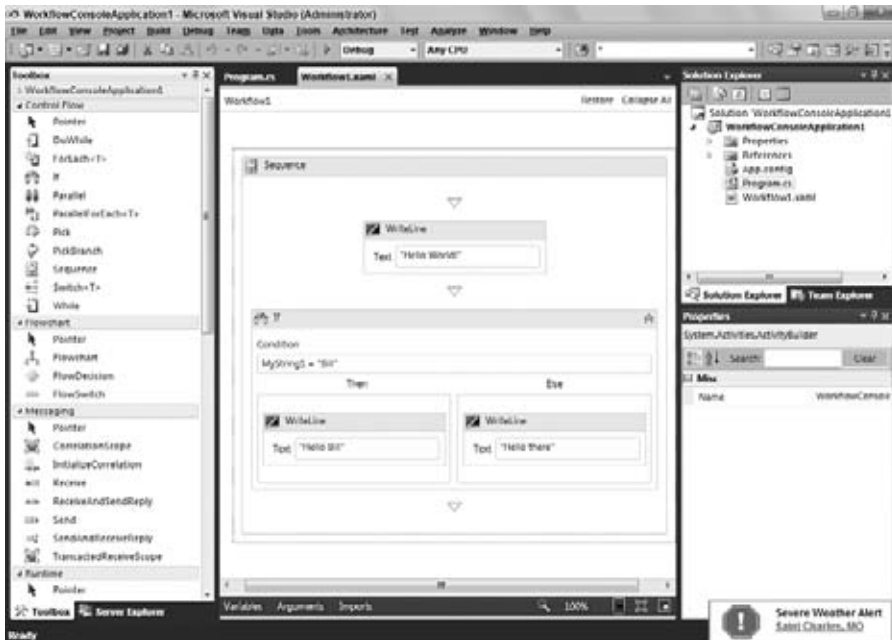 WorkflowConsoleApplication1 - Microsoft Visual Studio (Administrator)
File Edit View Project Build Debug Team Data Tools Architecture Test Analyze Window Help
Debug Any CPU
Toolbox
WorkflowConsoleApplication1
Control Flow
Pointer
DoWhile
ForEach<T>
If
Parallel
ParallelForEach<T>
Pick
PickBranch
Sequence
Switch<T>
While
Flowchart
Pointer
Flowchart
FlowDecision
FlowSwitch
Messaging
Pointer
CorrelationScope
InitializeCorrelation
Receive
ReceiveAndSendReply
Send
SendAndReceiveReply
TransactedReceiveScope
Runtime
Pointer
Toolbox Server Explorer
Ready
Program.cs Workflow1.xaml
Workflow1 Restore Collapse All
Sequence
WriteLine
Text "Hello World!"
If
Condition
MyString1 = "Bill"
Then Else
WriteLine WriteLine
Text "Hello Bill" Text "Hello there"
Variables Arguments Imports 100%
Solution Explorer
Solution 'WorkflowConsoleApplication1
WorkflowConsoleApplication1
Properties
References
app.config
Program.cs
Workflow1.xaml
Solution Explorer Team Explorer
Properties
System.Activities.ActivityBuilder
Search: Clear
Misc
Name WorkflowConsole
Severe Weather Alert
Saint Charles, MO